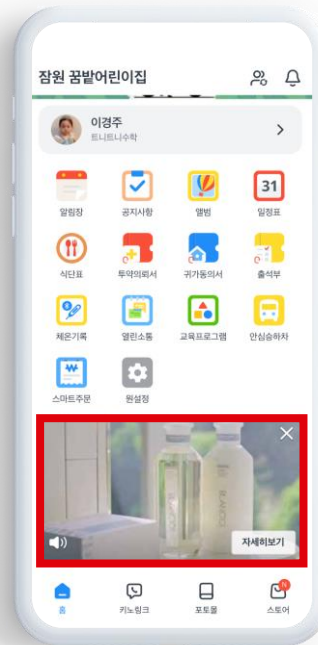 잠원 꿈밭어린이집
이경주
트니트니수학
31
알림장 공지사항 앨범 일정표
식단표 투약의뢰서 귀가동의서 출석부
체온기록 열린소통 교육프로그램 안심승하차
스마트주문 원설정
자세히보기
N
홈 키노링크 포토몰 스토어